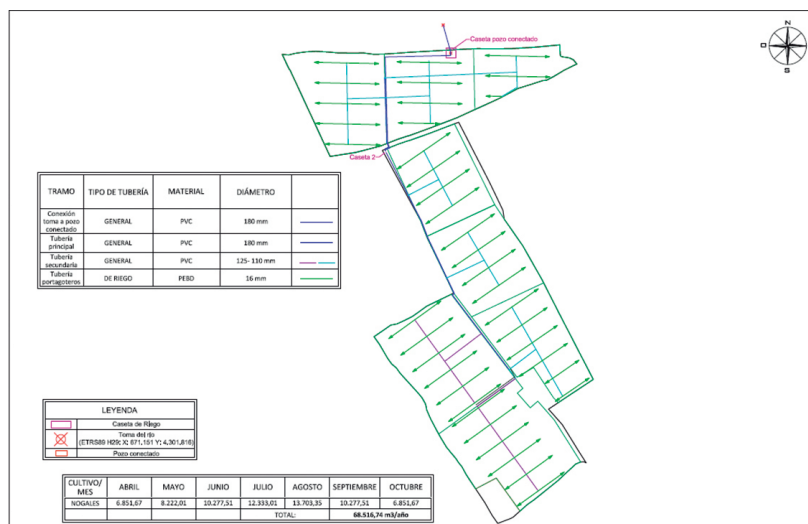 Caseta pozo conectado
N
O
E
S
Caseta 2
TRAMO TIPO DE TUBERÍA MATERIAL DIÁMETRO
Conexión toma a pozo conectado GENERAL PVC 180 mm
Tubería principal GENERAL PVC 180 mm
Tubería secundaria GENERAL PVC 125- 110 mm
Tubería portagoteros DE RIEGO PEBD 16 mm
LEYENDA
Caseta de Riego
Toma del río
(ETRS89 H29; X: 671,151 Y: 4,301,816)
Pozo conectado
CULTIVO/ MES ABRIL MAYO JUNIO JULIO AGOSTO SEPTIEMBRE OCTUBRE
NOGALES 6.851,67 8.222,01 10.277,51 12.333,01 13.703,35 10.277,51 6.851,67
TOTAL: 68.516,74 m3/año